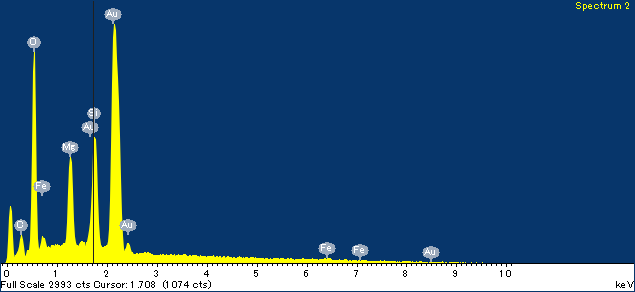 Spectrum 2
Au
O
Si
Au
Mg
Fe
O
Au
Fe
Fe
Au
0 1 2 3 4 5 6 7 8 9 10
Full Scale 2993 cts Cursor: 1.708 (1074 cts) keV